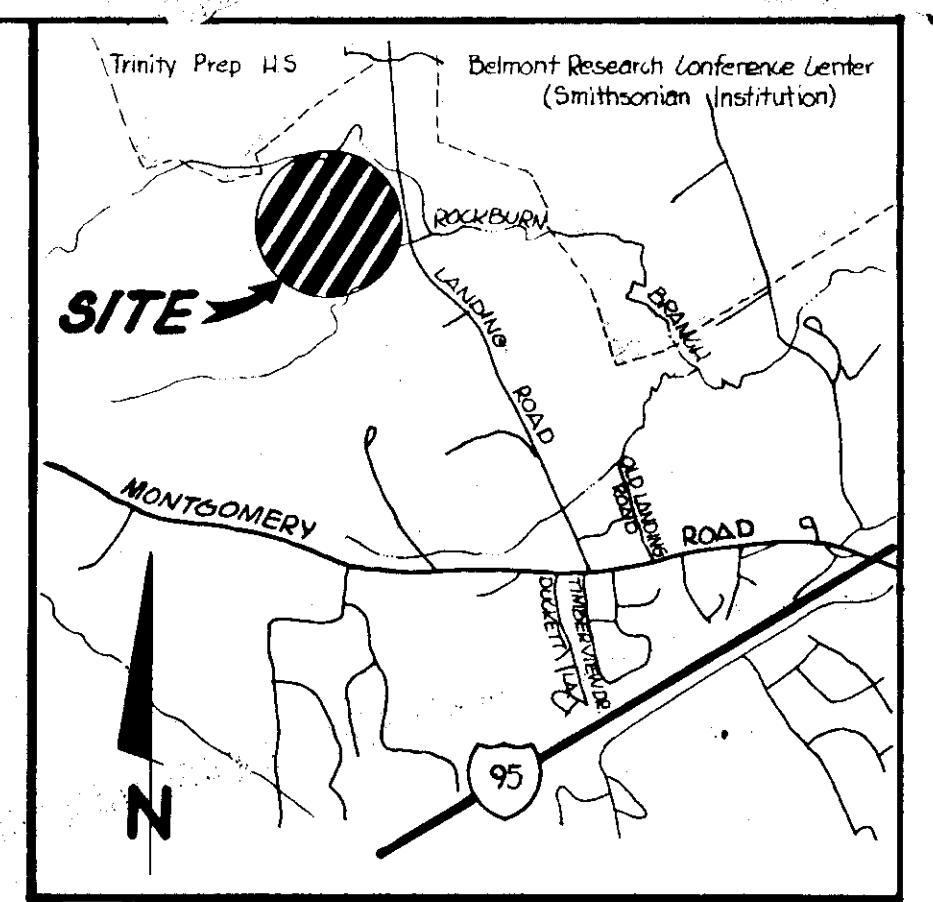 Trinity Prep H.S
Belmont Research Conference Center
(Smithsonian Institution)
ROCKBURN
SITE
LANDING
BRANCH
ROAD
OLD LANDING
ROAD
MONTGOMERY
ROAD
DUCKETT LA.
TIMBERVIEW DR.
95
N